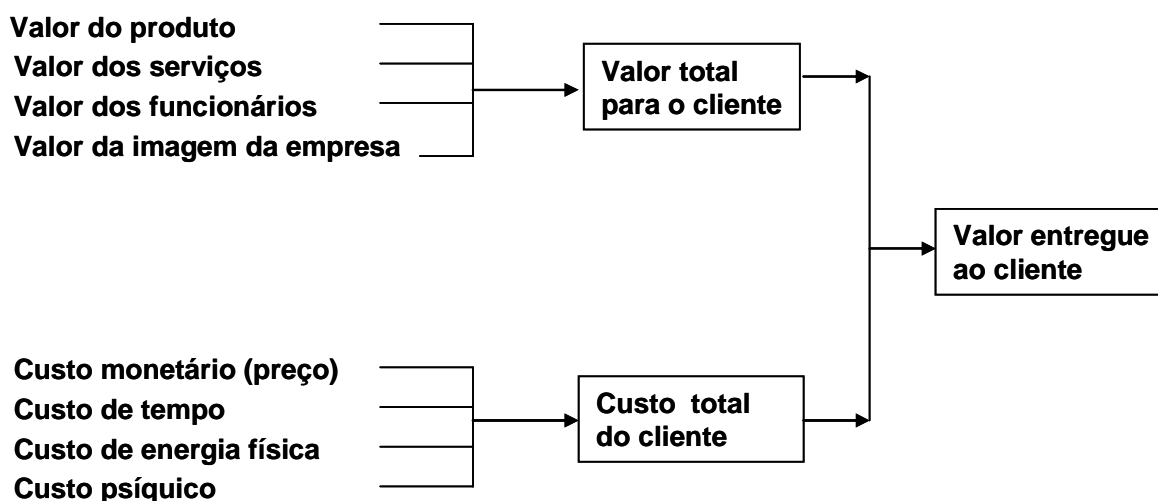 Valor do produto
Valor dos serviços
Valor dos funcionários
Valor da imagem da empresa
Valor total
para o cliente
Valor entregue
ao cliente
Custo monetário (preço)
Custo de tempo
Custo de energia física
Custo psíquico
Custo total
do cliente